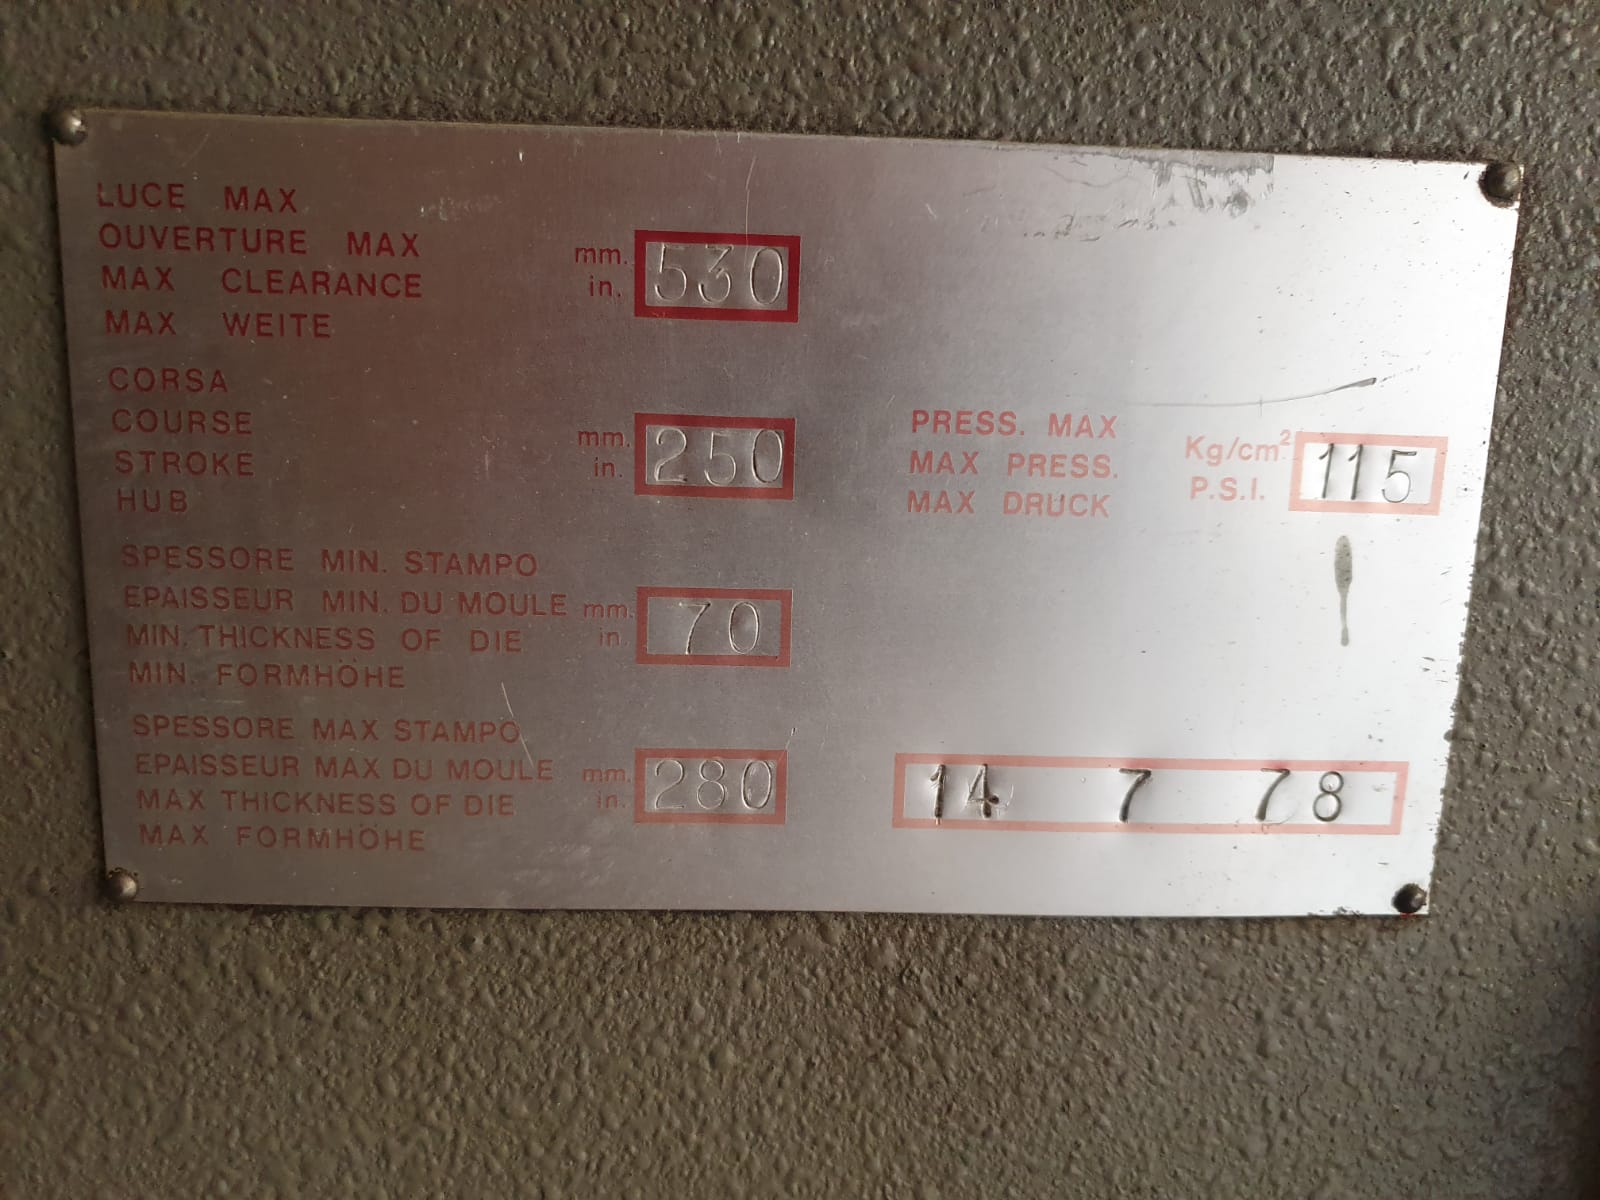 LUCE MAX
OUVERTURE MAX
MAX CLEARANCE
MAX WEITE
mm.
in.
530
CORSA
COURSE
STROKE
HUB
mm.
in.
250
SPESSORE MIN. STAMPO
EPAISSEUR MIN. DU MOULE
MIN. THICKNESS OF DIE
MIN. FORMHÖHE
mm.
in.
70
SPESSORE MAX STAMPO
EPAISSEUR MAX DU MOULE
MAX THICKNESS OF DIE
MAX FORMHÖHE
mm.
in.
280
PRESS. MAX
MAX PRESS.
MAX DRUCK
Kg/cm²
P.S.I.
115
14 7 78